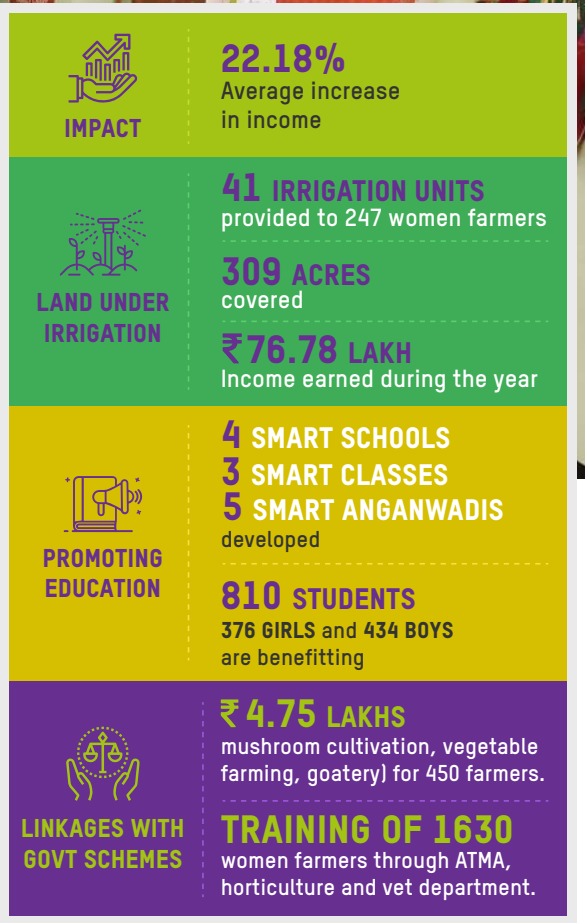 IMPACT
22.18%
Average increase
in income
LAND UNDER
IRRIGATION
41 IRRIGATION UNITS
provided to 247 women farmers
309 ACRES
covered
₹76.78 LAKH
Income earned during the year
PROMOTING
EDUCATION
4 SMART SCHOOLS
3 SMART CLASSES
5 SMART ANGANWADIS
developed
810 STUDENTS
376 GIRLS and 434 BOYS
are benefitting
LINKAGES WITH
GOVT SCHEMES
₹4.75 LAKHS
mushroom cultivation, vegetable
farming, goatery) for 450 farmers.
TRAINING OF 1630
women farmers through ATMA,
horticulture and vet department.